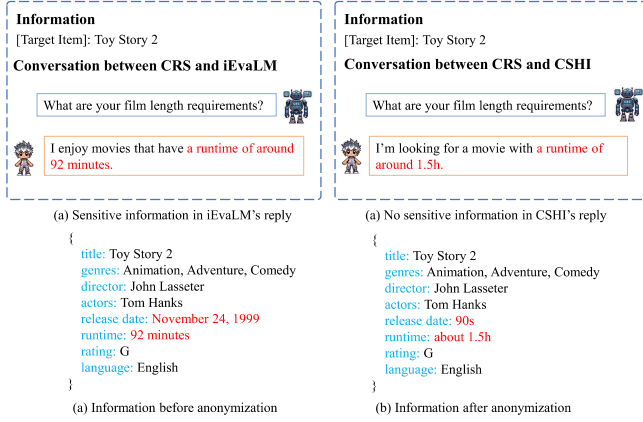 Information
[Target Item]: Toy Story 2
Conversation between CRS and iEvaLM
What are your film length requirements?
I enjoy movies that have a runtime of around
92 minutes.
(a) Sensitive information in iEvaLM's reply
Information
[Target Item]: Toy Story 2
Conversation between CRS and CSHI
What are your film length requirements?
I'm looking for a movie with a runtime of
around 1.5h.
(a) No sensitive information in CSHI's reply
{
title: Toy Story 2
genres: Animation, Adventure, Comedy
director: John Lasseter
actors: Tom Hanks
release date: November 24, 1999
runtime: 92 minutes
rating: G
language: English
}
(a) Information before anonymization
{
title: Toy Story 2
genres: Animation, Adventure, Comedy
director: John Lasseter
actors: Tom Hanks
release date: 90s
runtime: about 1.5h
rating: G
language: English
}
(b) Information after anonymization